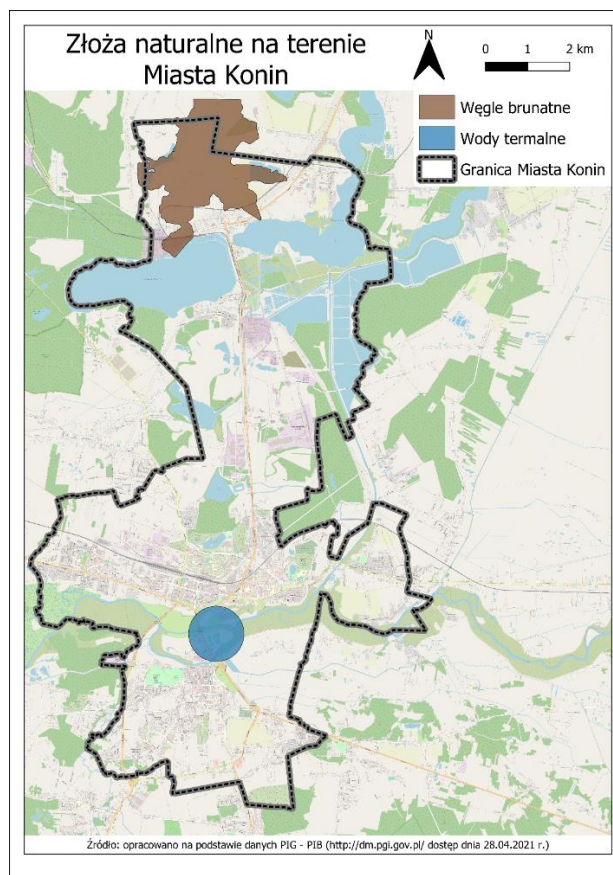 Złoża naturalne na terenie
Miasta Konin
N
0 1 2 km
Węgle brunatne
Wody termalne
Granica Miasta Konin
Źródło: opracowano na podstawie danych PIG - PIB (http://dm.pgi.gov.pl/ dostęp dnia 28.04.2021 r.)